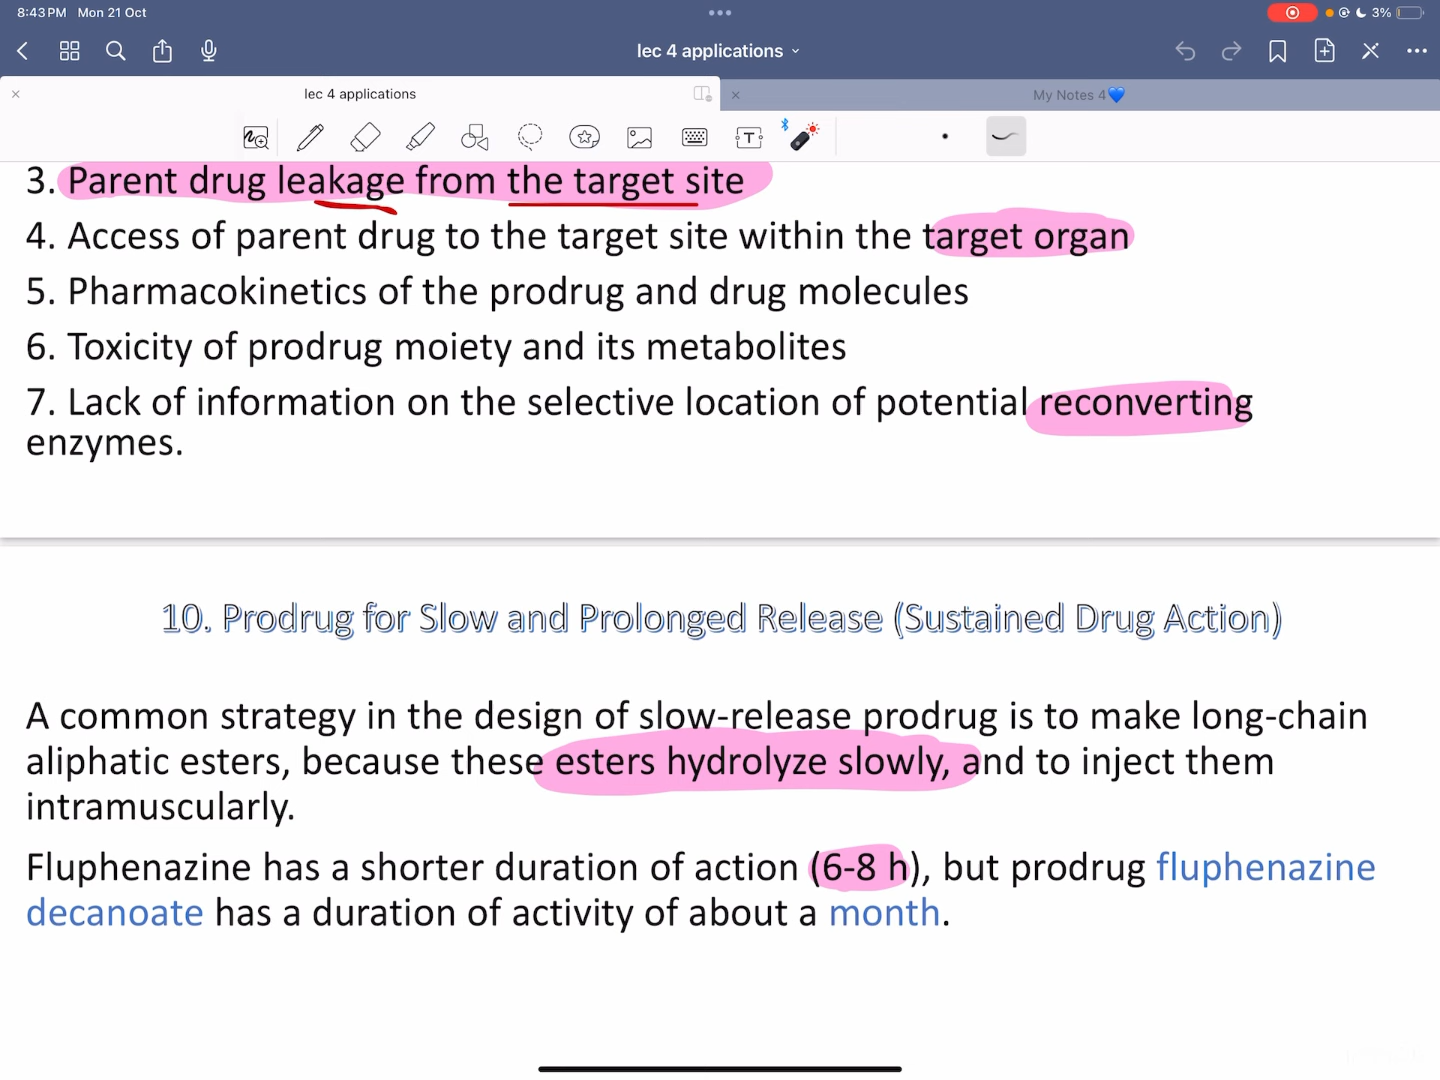 8:43 PM Mon 21 Oct
3%
lec 4 applications
lec 4 applications
My Notes 4💙
T
3. Parent drug leakage from the target site
4. Access of parent drug to the target site within the target organ
5. Pharmacokinetics of the prodrug and drug molecules
6. Toxicity of prodrug moiety and its metabolites
7. Lack of information on the selective location of potential reconverting
enzymes.
10. Prodrug for Slow and Prolonged Release (Sustained Drug Action)
A common strategy in the design of slow-release prodrug is to make long-chain
aliphatic esters, because these esters hydrolyze slowly, and to inject them
intramuscularly.
Fluphenazine has a shorter duration of action (6-8 h), but prodrug fluphenazine
decanoate has a duration of activity of about a month.